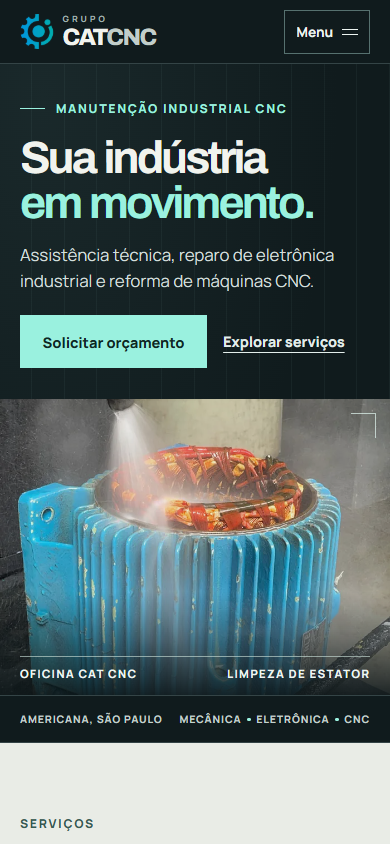 GRUPO
CATCNC
Menu
MANUTENÇÃO INDUSTRIAL CNC
Sua indústria
em movimento.
Assistência técnica, reparo de eletrônica
industrial e reforma de máquinas CNC.
Solicitar orçamento
Explorar serviços
OFICINA CAT CNC
LIMPEZA DE ESTATOR
AMERICANA, SÃO PAULO
MECÂNICA • ELETRÔNICA • CNC
SERVIÇOS